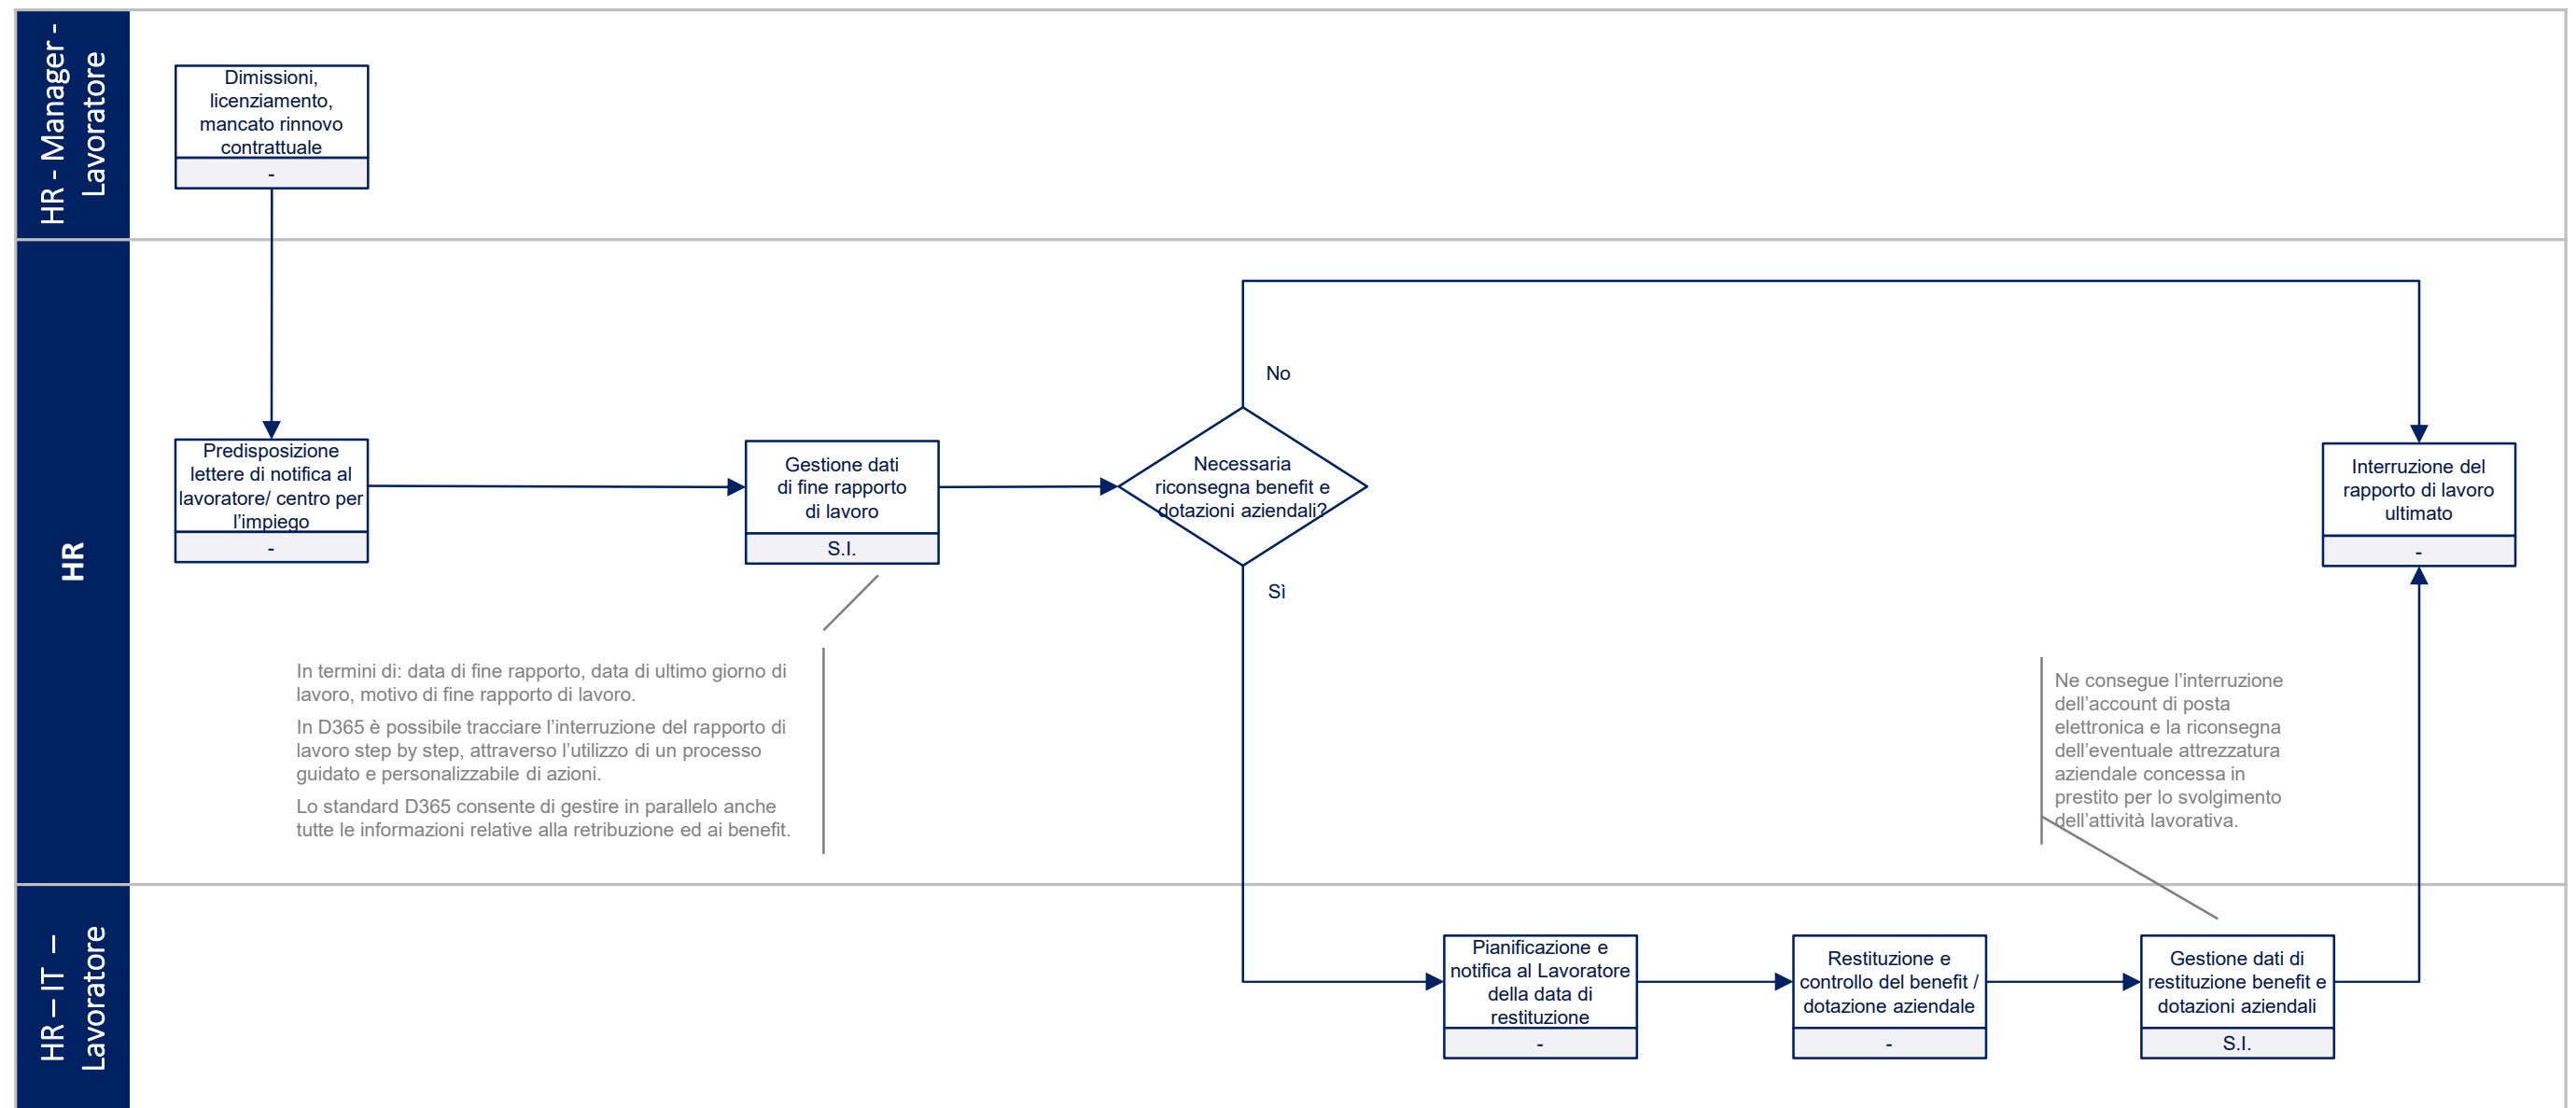 HR - Manager -
Lavoratore
Dimissioni,
licenziamento,
mancato rinnovo
contrattuale
-
HR
No
Predisposizione
lettere di notifica al
lavoratore/ centro per
l’impiego
-
Gestione dati
di fine rapporto
di lavoro
S.I.
Necessaria
riconsegna benefit e
dotazioni aziendali?
Interruzione del
rapporto di lavoro
ultimato
-
Sì
In termini di: data di fine rapporto, data di ultimo giorno di
lavoro, motivo di fine rapporto di lavoro.
In D365 è possibile tracciare l’interruzione del rapporto di
lavoro step by step, attraverso l’utilizzo di un processo
guidato e personalizzabile di azioni.
Lo standard D365 consente di gestire in parallelo anche
tutte le informazioni relative alla retribuzione ed ai benefit.
Ne consegue l’interruzione
dell’account di posta
elettronica e la riconsegna
dell’eventuale attrezzatura
aziendale concessa in
prestito per lo svolgimento
dell’attività lavorativa.
HR – IT –
Lavoratore
Pianificazione e
notifica al Lavoratore
della data di
restituzione
-
Restituzione e
controllo del benefit /
dotazione aziendale
-
Gestione dati di
restituzione benefit e
dotazioni aziendali
S.I.